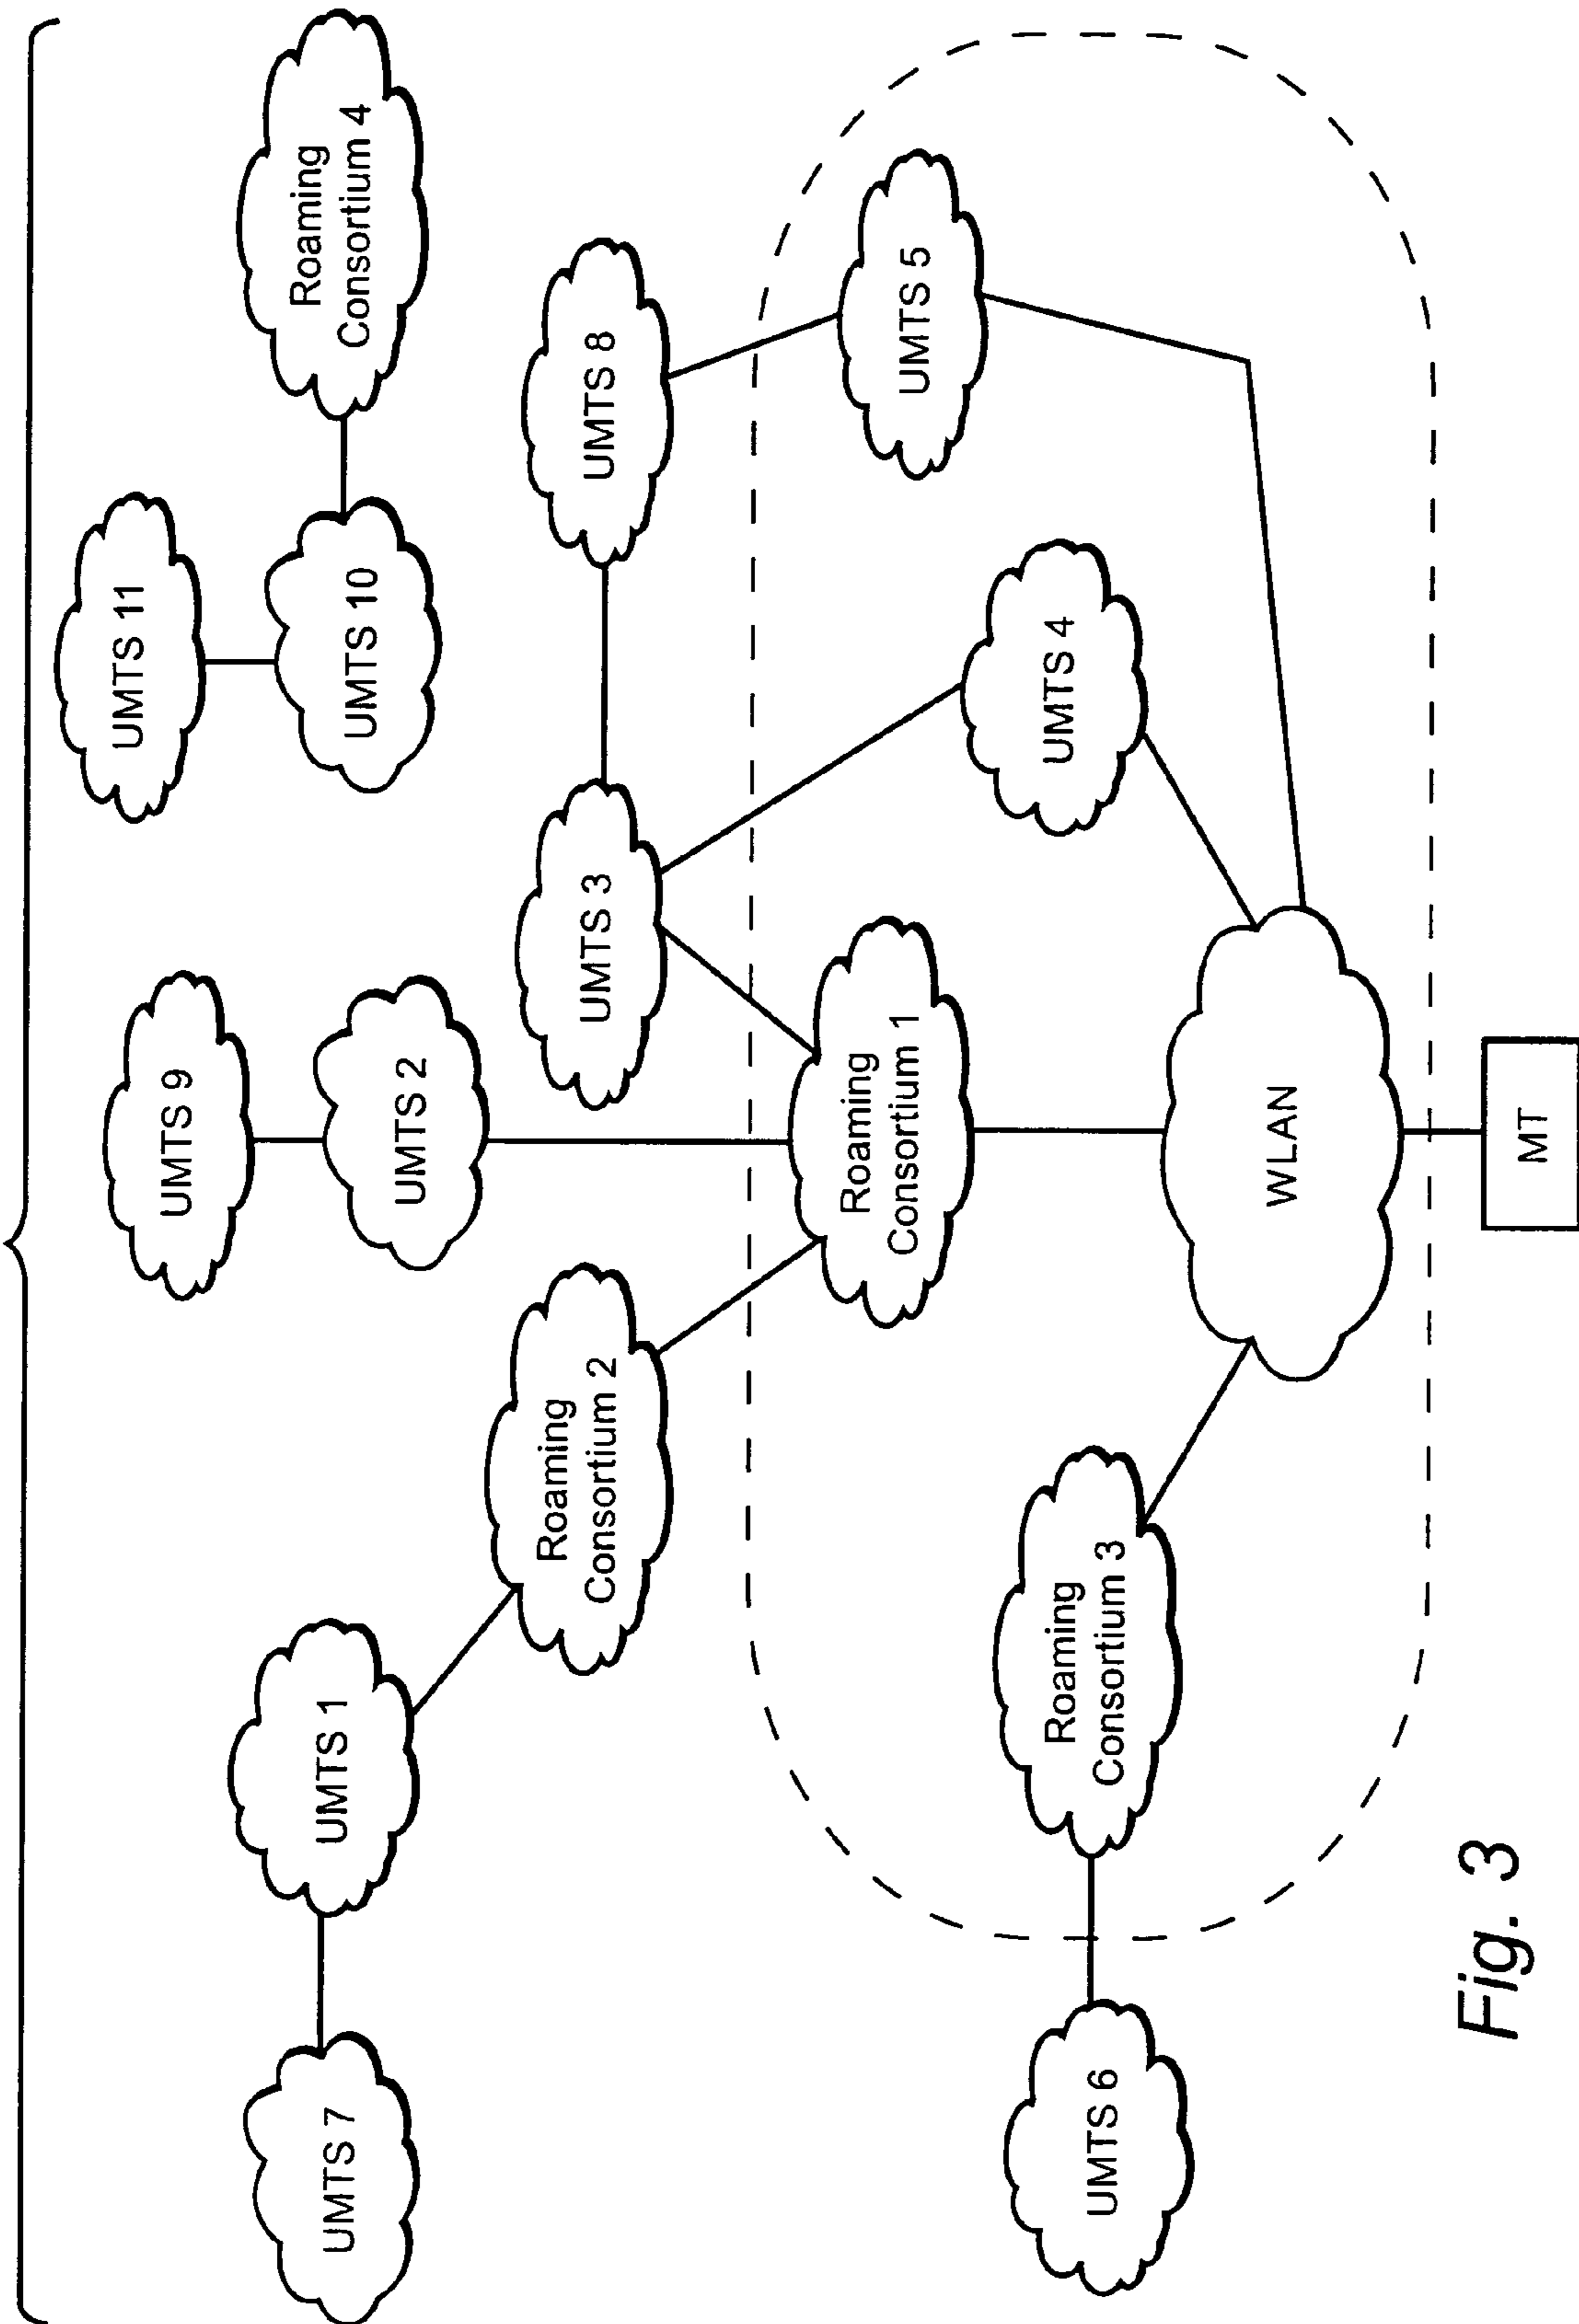 UMTS 11
UMTS 9
UMTS 10
Roaming
Consortium 4
UMTS 7
UMTS 1
UMTS 2
Roaming
Consortium 2
UMTS 3
UMTS 8
Roaming
Consortium 1
UMTS 5
UMTS 6
Roaming
Consortium 3
UMTS 4
WLAN
MT
Fig. 3